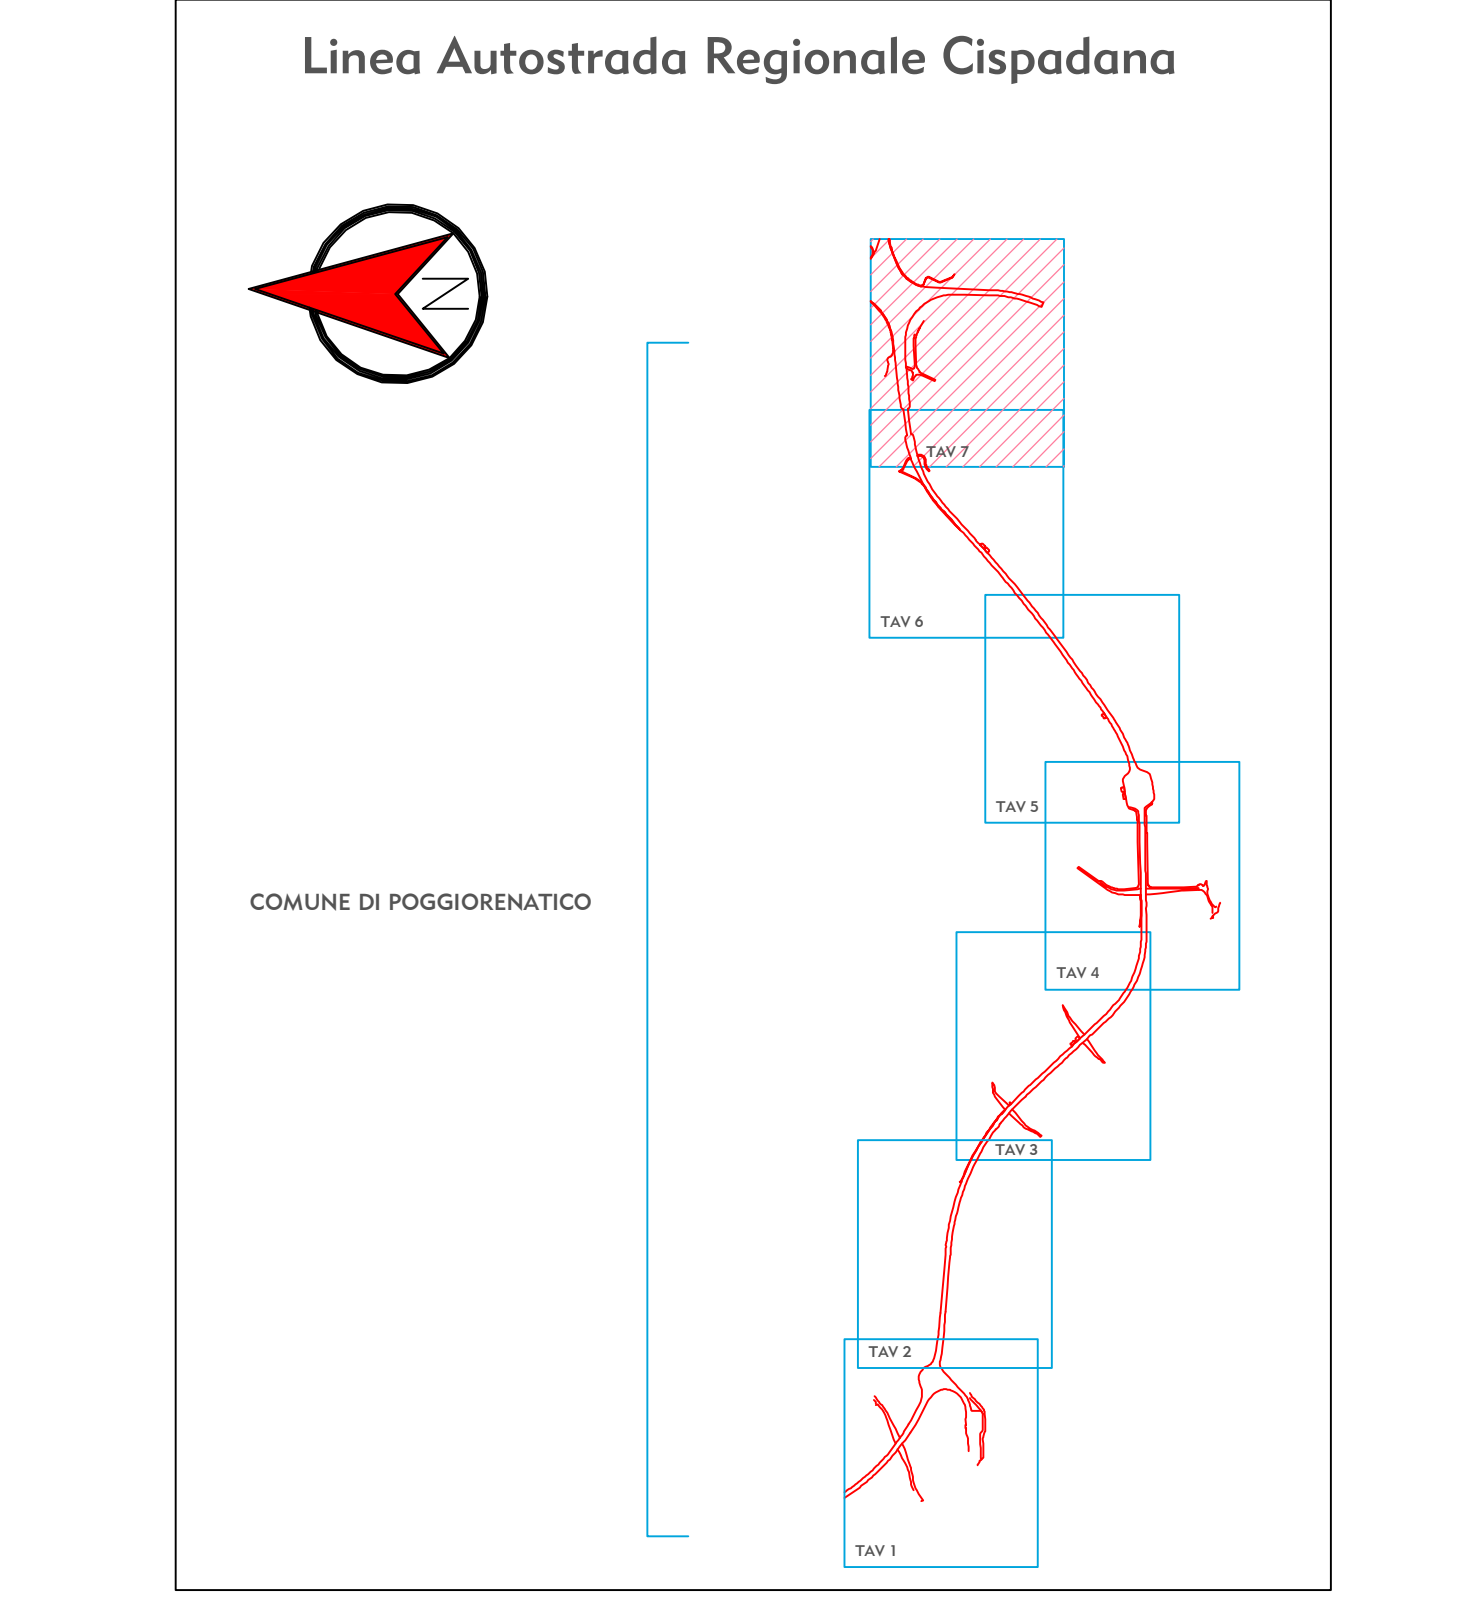 Linea Autostrada Regionale Cispadana
N
TAV 7
TAV 6
TAV 5
COMUNE DI POGGIORENATICO
TAV 4
TAV 3
TAV 2
TAV 1